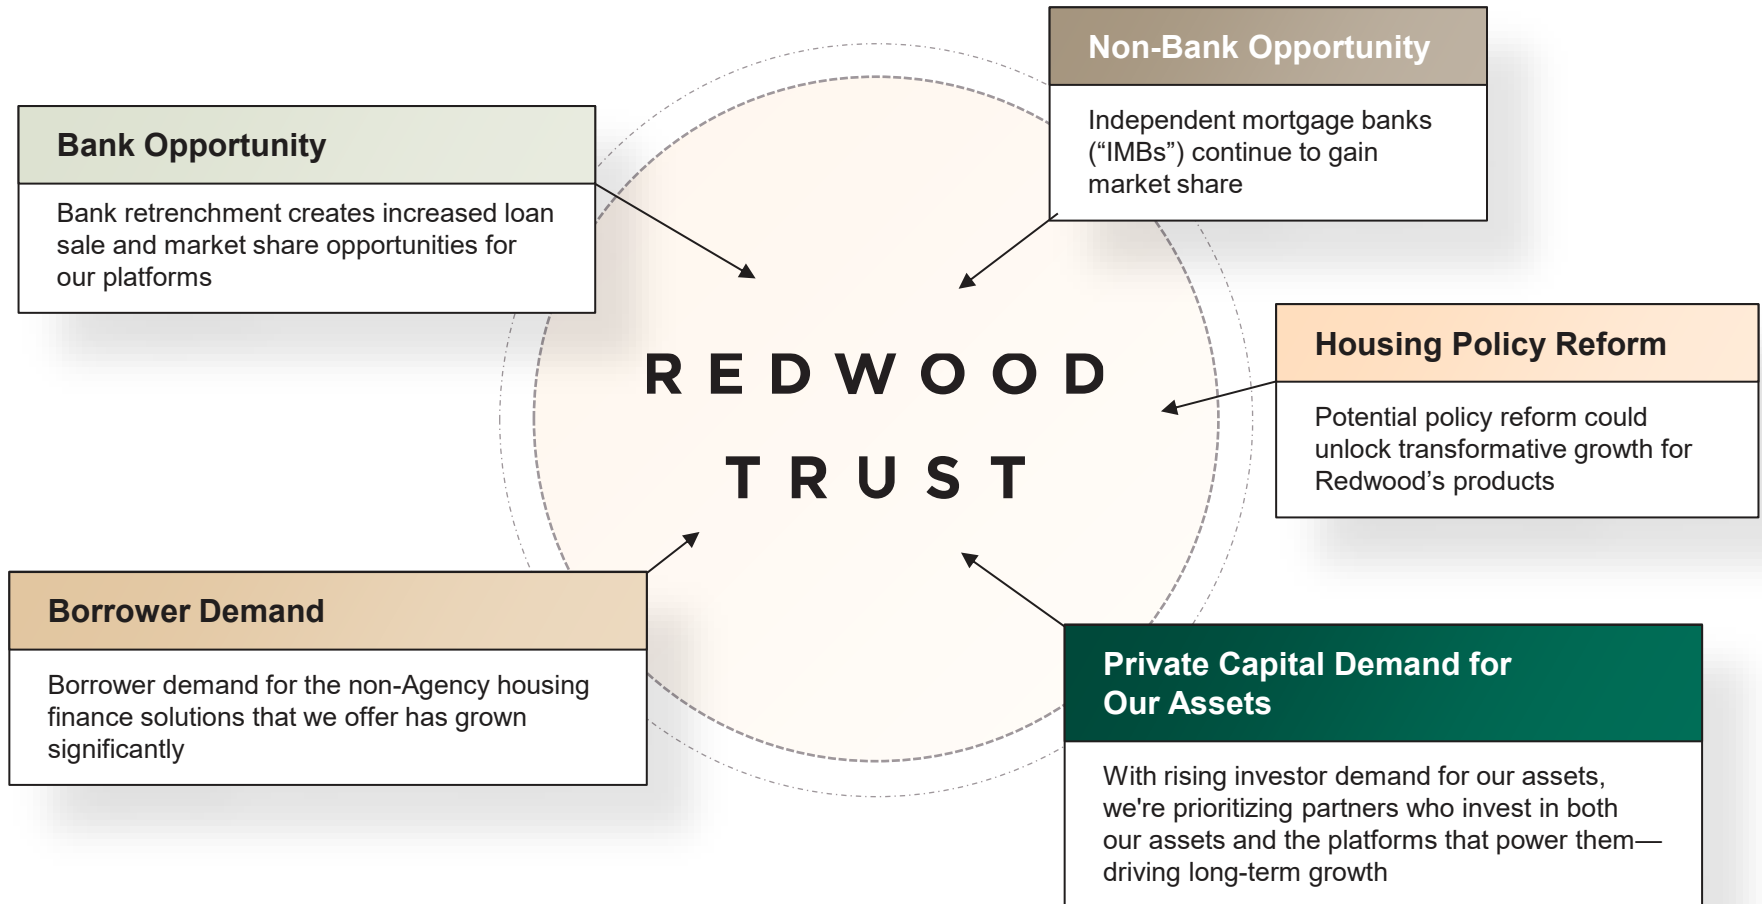 Non-Bank Opportunity
Independent mortgage banks
(“IMBs”) continue to gain
market share
Bank Opportunity
Bank retrenchment creates increased loan
sale and market share opportunities for
our platforms
REDWOOD
TRUST
Housing Policy Reform
Potential policy reform could
unlock transformative growth for
Redwood’s products
Borrower Demand
Borrower demand for the non-Agency housing
finance solutions that we offer has grown
significantly
Private Capital Demand for
Our Assets
With rising investor demand for our assets,
we're prioritizing partners who invest in both
our assets and the platforms that power them—
driving long-term growth